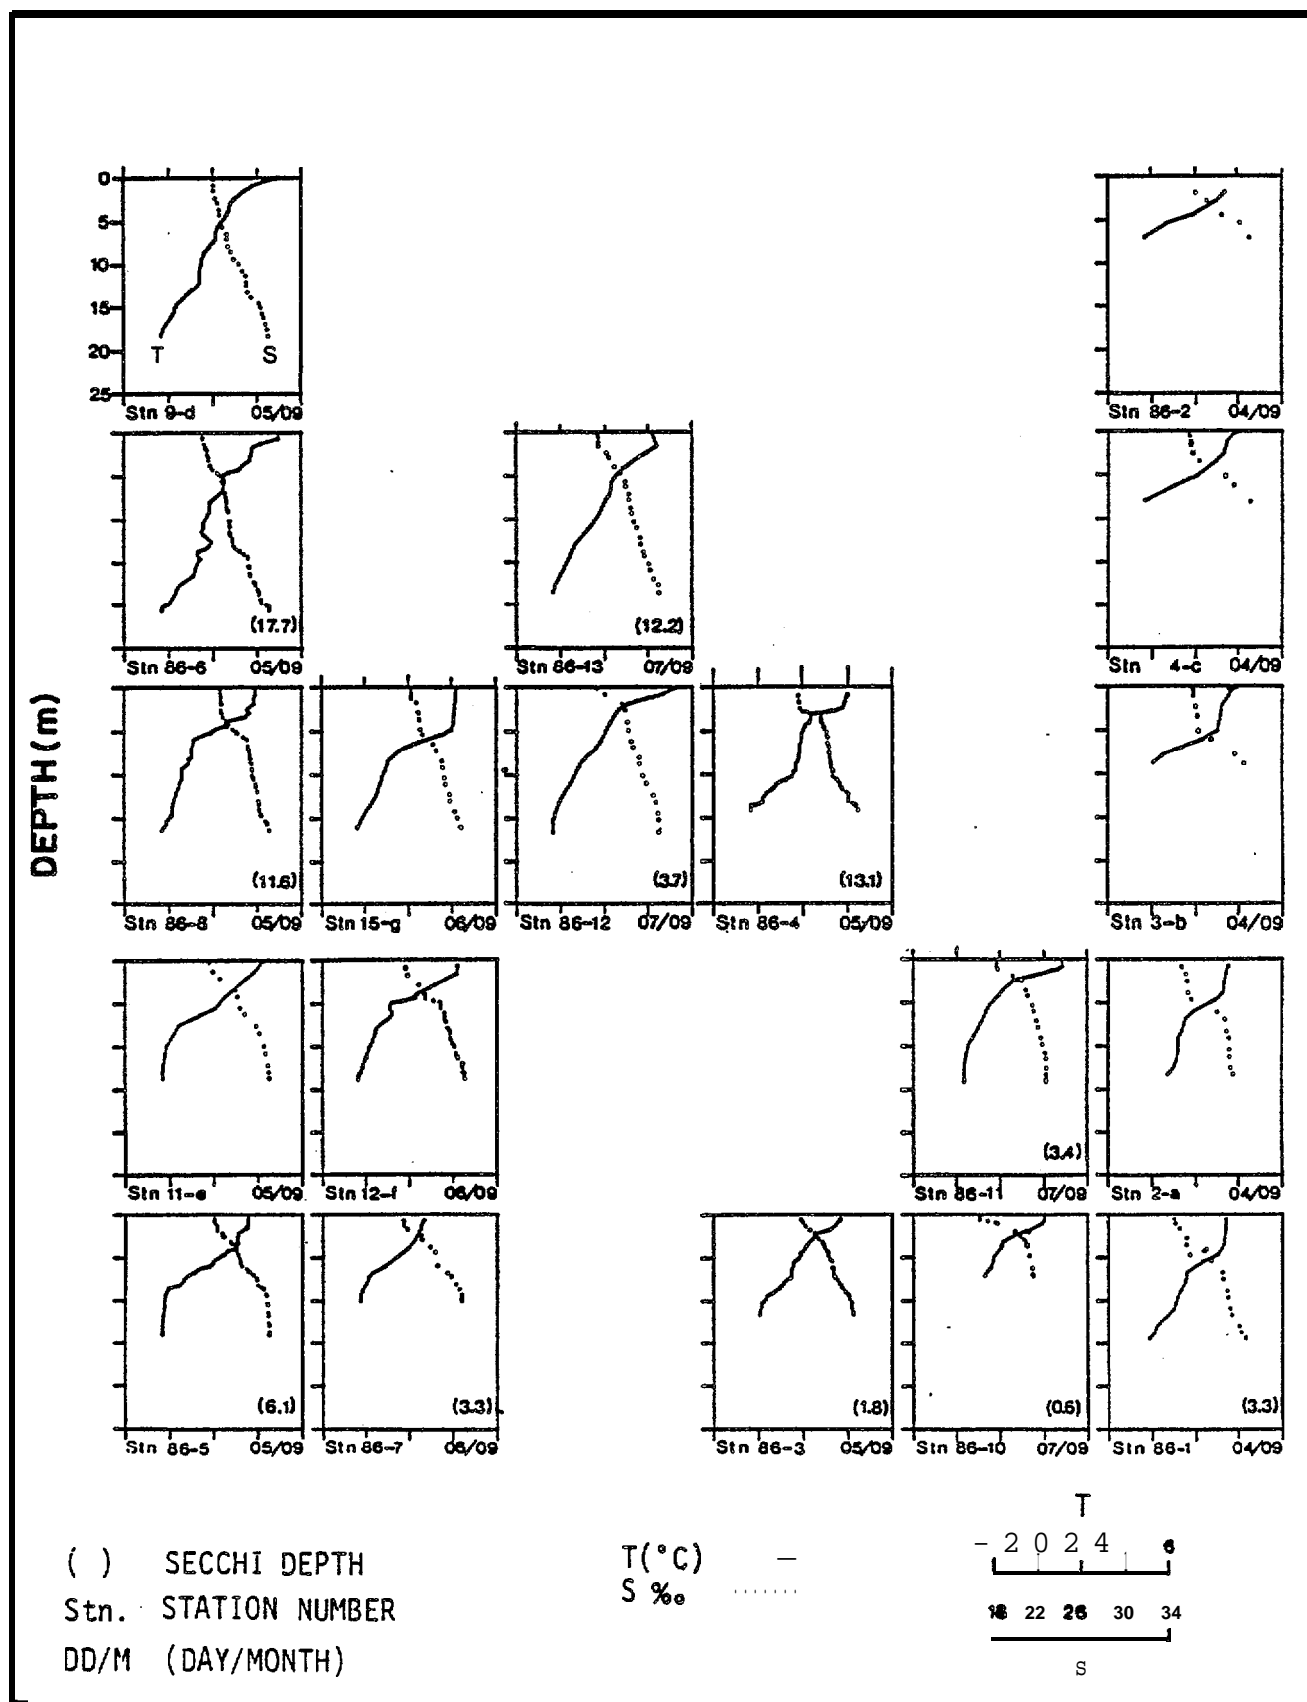 0
5
10
15
20
25
T S
Stn 9-d 05/09
Stn 86-2 04/09
(17.7)
(12.2)
Stn 86-6 05/09
Stn 86-13 07/09
Stn 4-c 04/09
DEPTH (m)
(11.6)
(3.7)
(13.1)
Stn 86-8 05/09
Stn 15-g 06/09
Stn 86-12 07/09
Stn 86-4 05/09
Stn 3-b 04/09
(3.4)
Stn 11-e 05/09
Stn 12-f 06/09
Stn 86-11 07/09
Stn 2-a 04/09
(6.1)
(3.3)
(1.8)
(0.6)
(3.3)
Stn 86-5 05/09
Stn 86-7 06/09
Stn 86-3 05/09
Stn 86-10 07/09
Stn 86-1 04/09
T
( ) SECCHI DEPTH
T(°C) —
- 2 0 2 4 6
Stn. STATION NUMBER
S ‰ ·······
18 22 26 30 34
DD/M (DAY/MONTH)
s